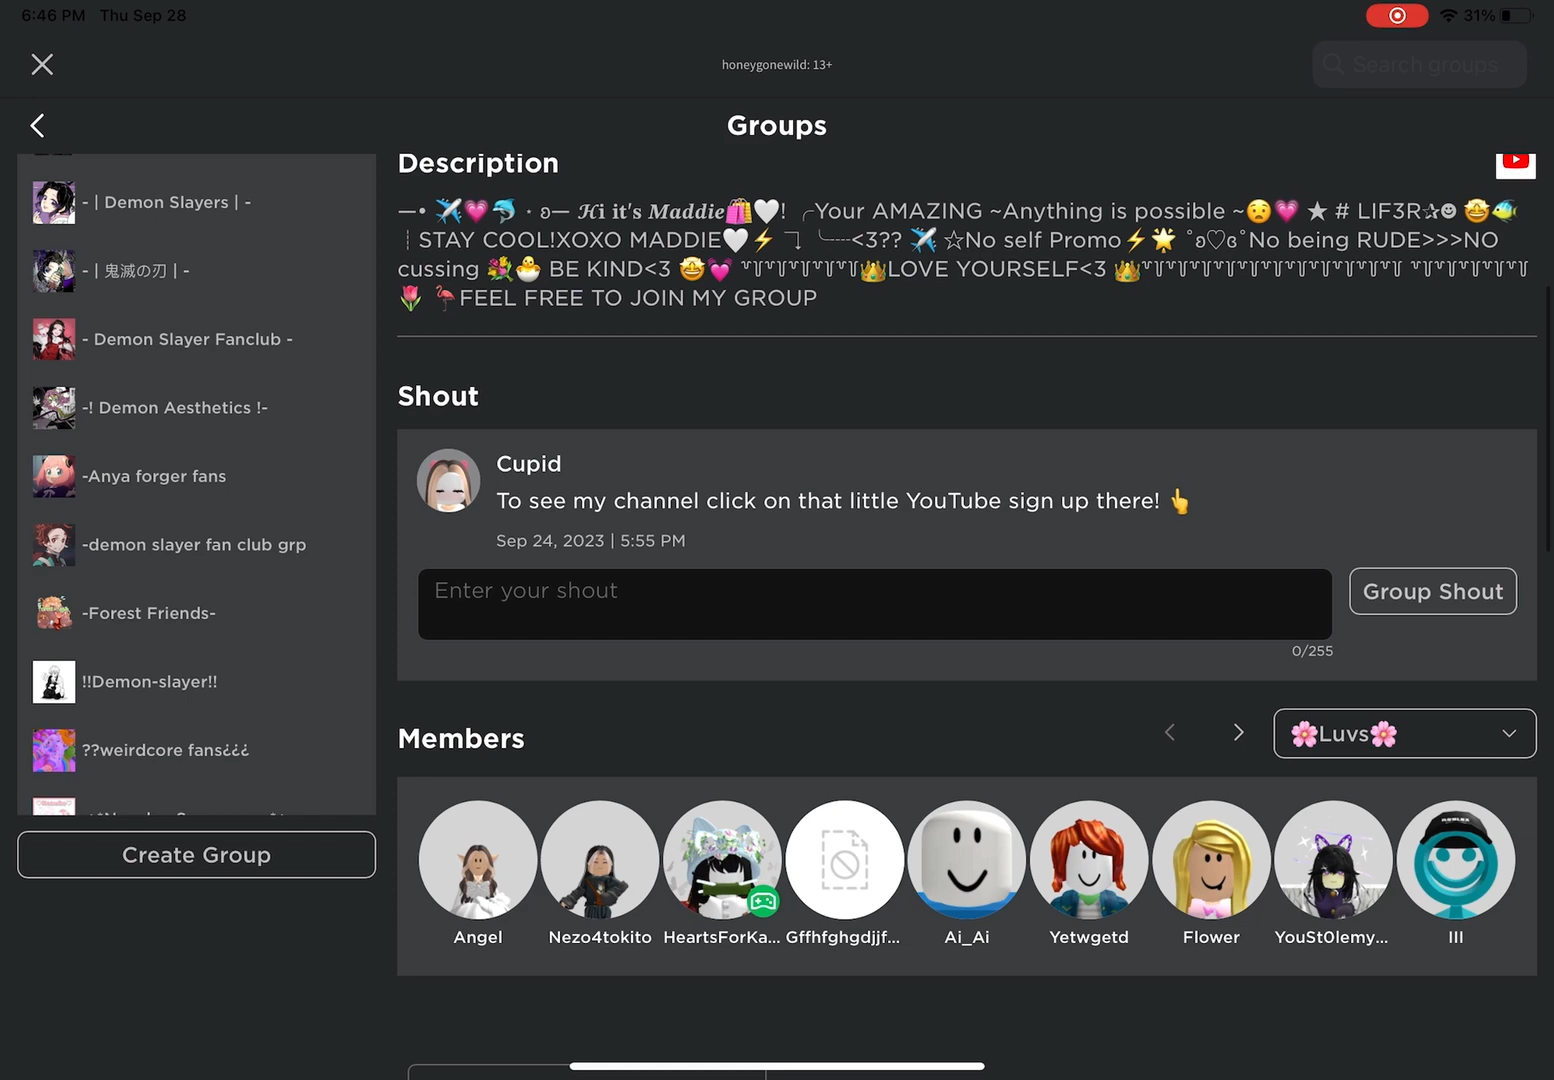 6:46 PM Thu Sep 28
31%
honeygonewild: 13+
Search groups
Groups
- | Demon Slayers | -
- | 鬼滅の刃 | -
- Demon Slayer Fanclub -
-! Demon Aesthetics !-
-Anya forger fans
-demon slayer fan club grp
-Forest Friends-
!!Demon-slayer!!
??weirdcore fans¿¿¿
Create Group
Description
—• ✈️💗🐬 · ʚ— 𝓗𝐢 𝐢𝐭'𝐬 𝑴𝒂𝒅𝒅𝒊𝒆🛍️🤍! ╭Your AMAZING ~Anything is possible ~😧💗 ★ # LIF3R✰☻ 🤩🐠
┊STAY COOL!XOXO MADDIE🤍⚡ ℸ ╰┈<3?? ✈️ ☆No self Promo⚡🌟 ˚ʚ♡ɞ˚No being RUDE>>>NO
cussing 💐🐣 BE KIND<3 🤩💓 👑LOVE YOURSELF<3 👑
🌷 🦩FEEL FREE TO JOIN MY GROUP
Shout
Cupid
To see my channel click on that little YouTube sign up there! 👆
Sep 24, 2023 | 5:55 PM
Enter your shout
Group Shout
0/255
Members
🌸Luvs🌸
Angel
Nezo4tokito
HeartsForKa...
Gffhfghgdjjf...
Ai_Ai
Yetwgetd
Flower
YouSt0lemy...
III
ROBLOX